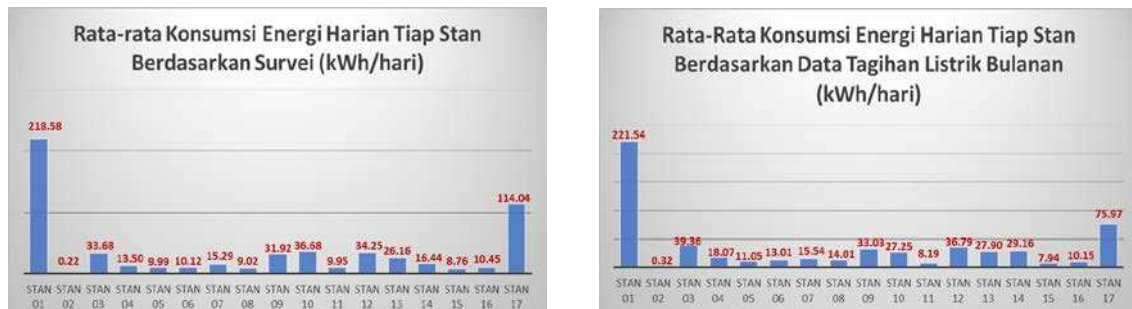 Rata-rata Konsumsi Energi Harian Tiap Stan
Berdasarkan Survei (kWh/hari)
218.58
0.22
33.68
13.50
9.99
10.12
15.29
9.02
31.92
36.68
9.95
34.25
26.16
16.44
8.76
10.45
114.04
STAN 01
STAN 02
STAN 03
STAN 04
STAN 05
STAN 06
STAN 07
STAN 08
STAN 09
STAN 10
STAN 11
STAN 12
STAN 13
STAN 14
STAN 15
STAN 16
STAN 17
Rata-Rata Konsumsi Energi Harian Tiap Stan
Berdasarkan Data Tagihan Listrik Bulanan
(kWh/hari)
221.54
0.32
39.36
18.07
11.05
13.01
15.54
14.01
33.03
27.25
8.19
36.79
27.90
29.16
7.94
10.15
75.97
STAN 01
STAN 02
STAN 03
STAN 04
STAN 05
STAN 06
STAN 07
STAN 08
STAN 09
STAN 10
STAN 11
STAN 12
STAN 13
STAN 14
STAN 15
STAN 16
STAN 17